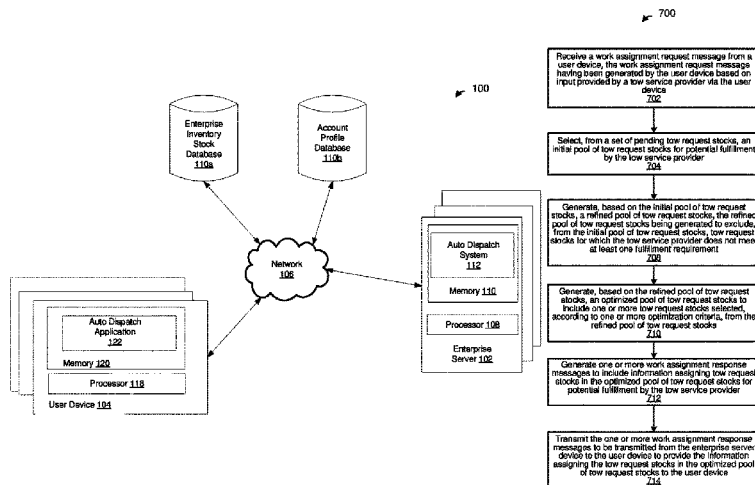 700
Receive a work assignment request message from a
user device, the work assignment request message
having been generated by the user device based on
input provided by a tow service provider via the user
device
702
Select, from a set of pending tow request stocks, an
initial pool of tow request stocks for potential fulfillment
by the tow service provider
704
Generate, based on the initial pool of tow request
stocks, a refined pool of tow request stocks, the refined
pool of tow request stocks being generated to exclude,
from the initial pool of tow request stocks, tow request
stocks for which the tow service provider does not meet
at least one fulfillment requirement
708
Generate, based on the refined pool of tow request
stocks, an optimized pool of tow request stocks to
include one or more tow request stocks selected,
according to one or more optimization criteria, from the
refined pool of tow request stocks
710
Generate one or more work assignment response
messages to include information assigning tow request
stocks in the optimized pool of tow request stocks for
potential fulfillment by the tow service provider
712
Transmit the one or more work assignment response
messages to be transmitted from the enterprise server
device to the user device to provide the information
assigning the tow request stocks in the optimized pool
of tow request stocks to the user device
714
100
Enterprise
Inventory
Stock
Database
110a
Account
Profile
Database
110b
Network
106
Auto Dispatch
System
112
Memory 110
Processor 108
Enterprise
Server 102
Auto Dispatch
Application
122
Memory 120
Processor 118
User Device 104